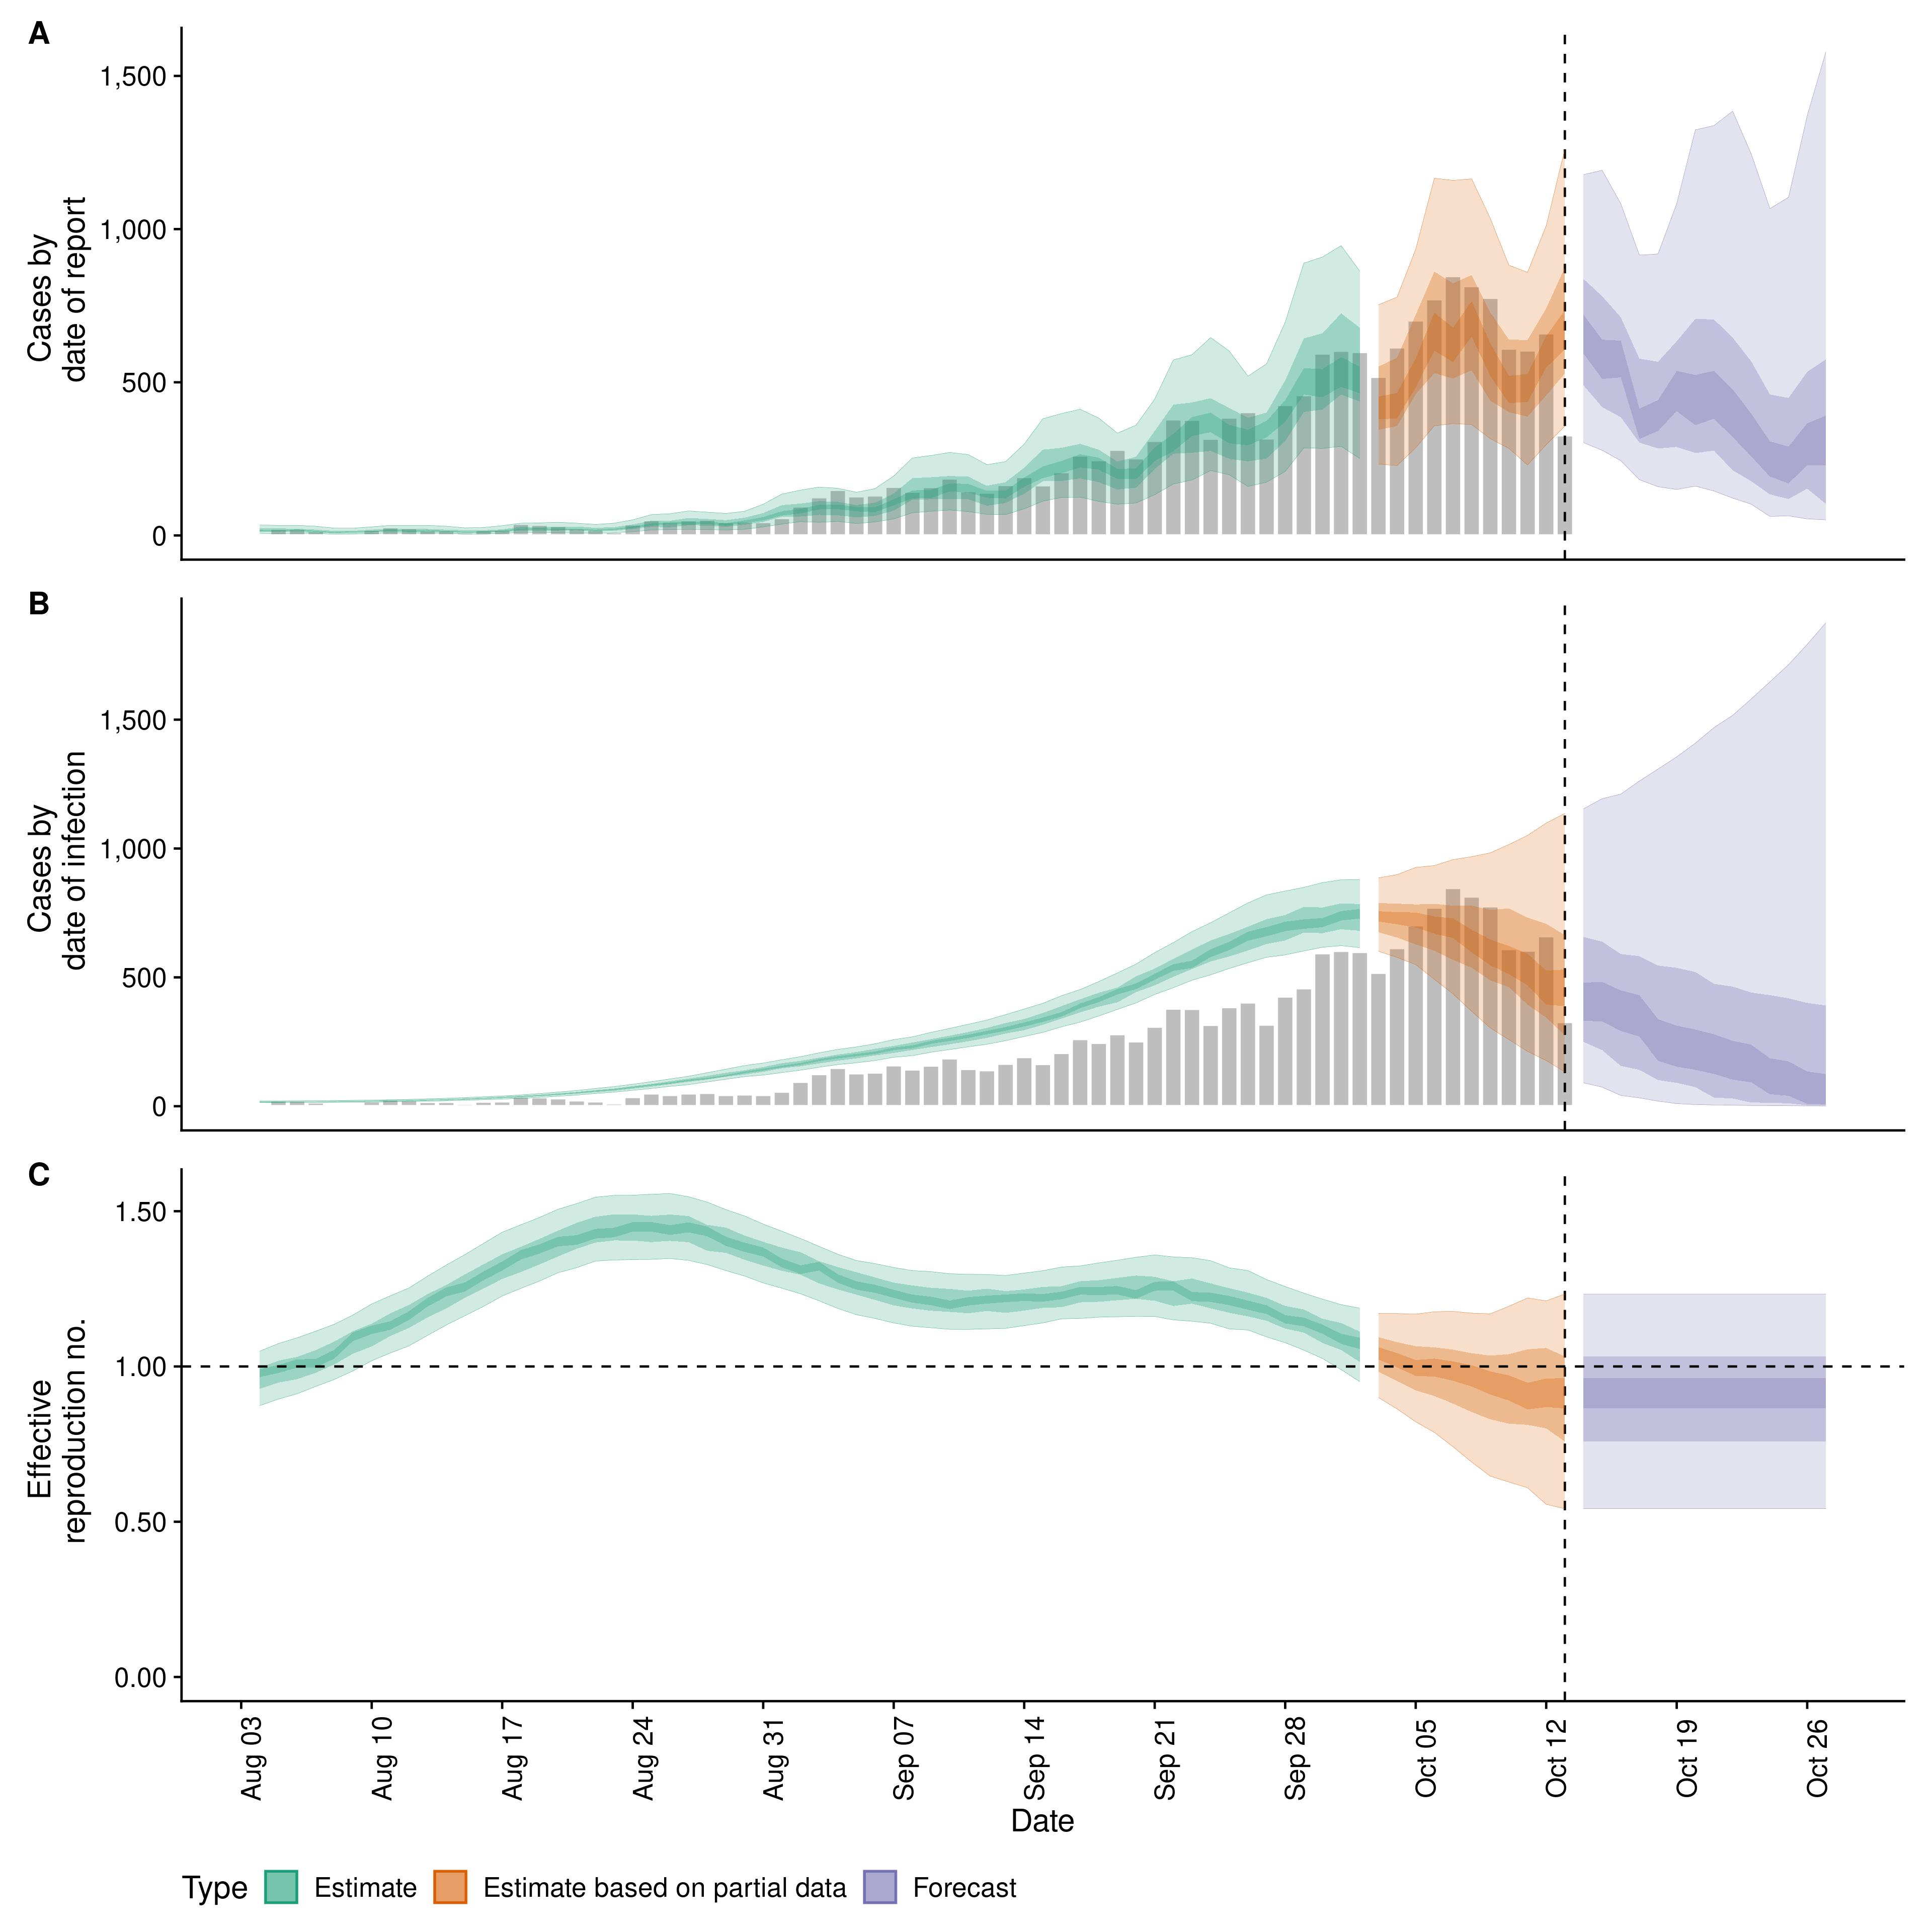 A
1,500
1,000
500
0
Cases by
date of report
B
1,500
1,000
500
0
Cases by
date of infection
C
1.50
1.00
0.50
0.00
Effective
reproduction no.
Aug 03
Aug 10
Aug 17
Aug 24
Aug 31
Sep 07
Sep 14
Sep 21
Sep 28
Oct 05
Oct 12
Oct 19
Oct 26
Date
Type Estimate Estimate based on partial data Forecast